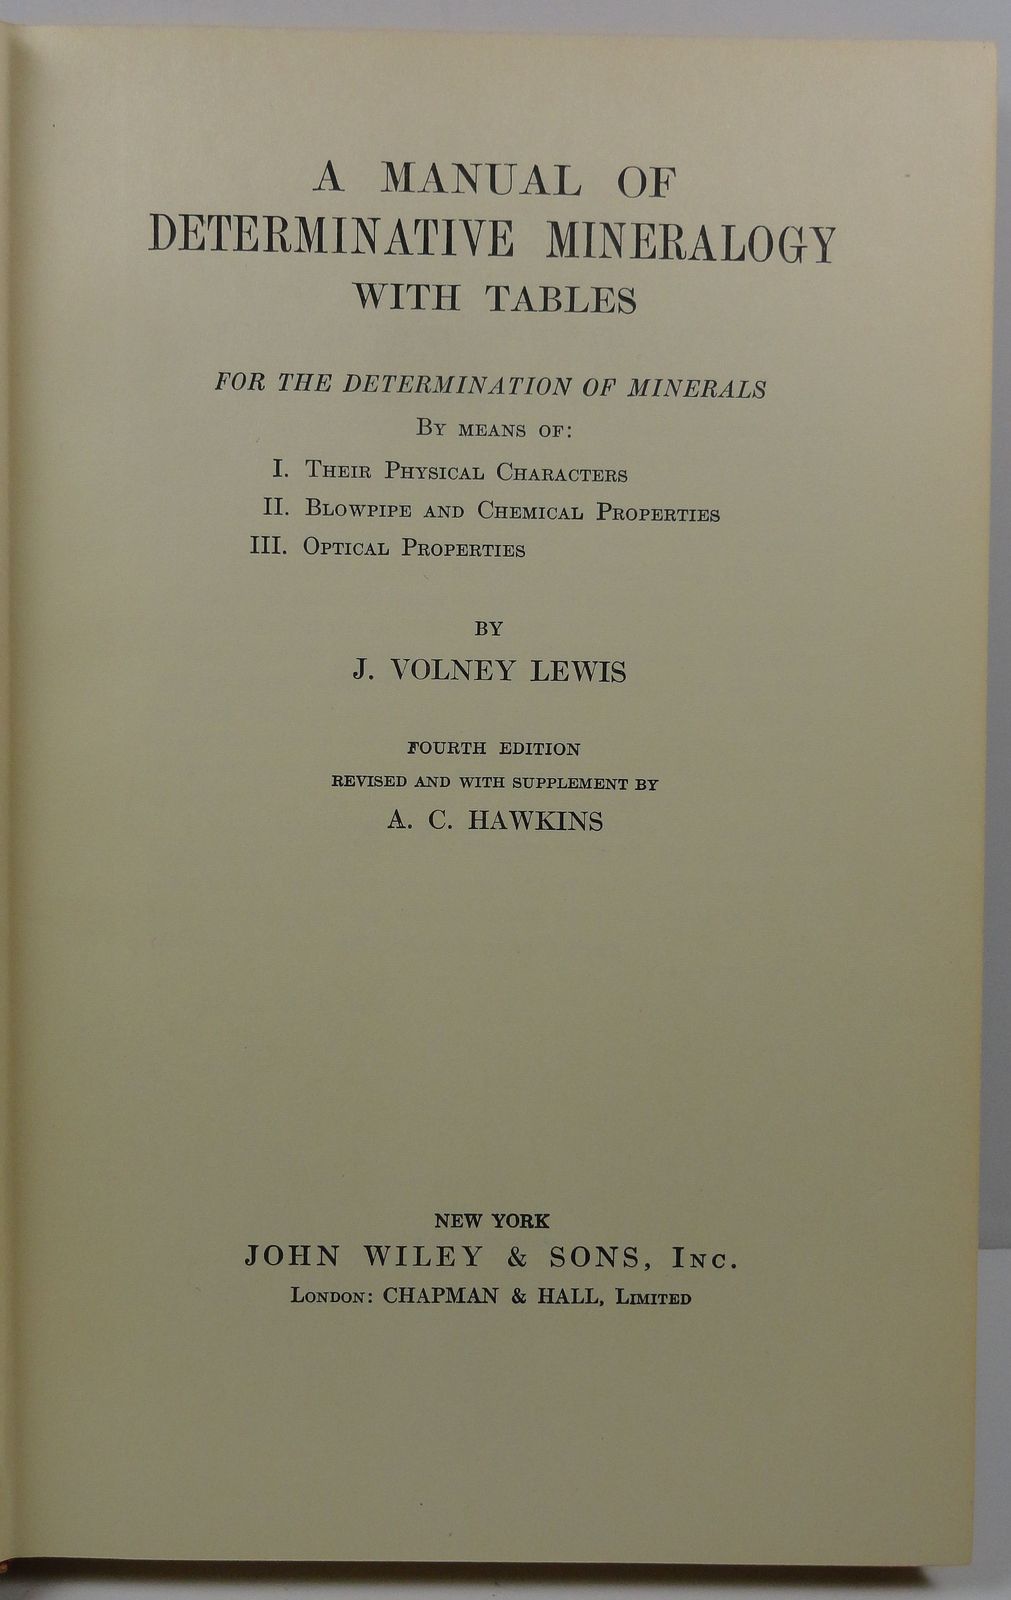 A MANUAL OF
DETERMINATIVE MINERALOGY
WITH TABLES
FOR THE DETERMINATION OF MINERALS
By means of:
I. Their Physical Characters
II. Blowpipe and Chemical Properties
III. Optical Properties
BY
J. VOLNEY LEWIS
FOURTH EDITION
REVISED AND WITH SUPPLEMENT BY
A. C. HAWKINS
NEW YORK
JOHN WILEY & SONS, Inc.
London: CHAPMAN & HALL, Limited